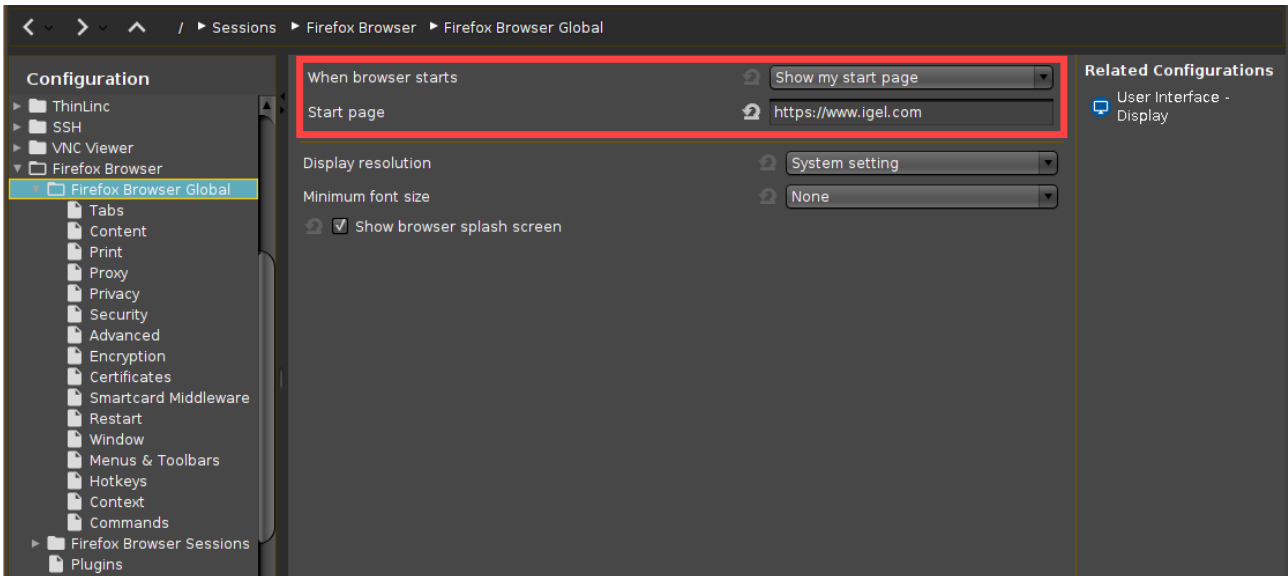 / Sessions Firefox Browser Firefox Browser Global
Configuration
ThinLinc
SSH
VNC Viewer
Firefox Browser
Firefox Browser Global
Tabs
Content
Print
Proxy
Privacy
Security
Advanced
Encryption
Certificates
Smartcard Middleware
Restart
Window
Menus & Toolbars
Hotkeys
Context
Commands
Firefox Browser Sessions
Plugins
When browser starts Show my start page
Start page https://www.igel.com
Display resolution System setting
Minimum font size None
Show browser splash screen
Related Configurations
User Interface -
Display